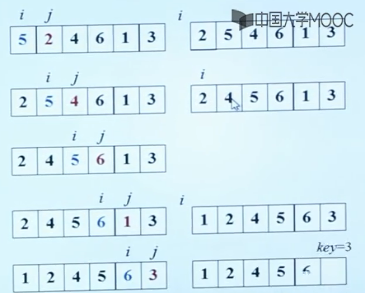 i j
5 2 4 6 1 3
i
2 5 4 6 1 3
中国大学MOOC
i j
2 5 4 6 1 3
i
2 4 5 6 1 3
i j
2 4 5 6 1 3
i j
2 4 5 6 1 3
i
1 2 4 5 6 3
i j
1 2 4 5 6 3
key=3
1 2 4 5 6